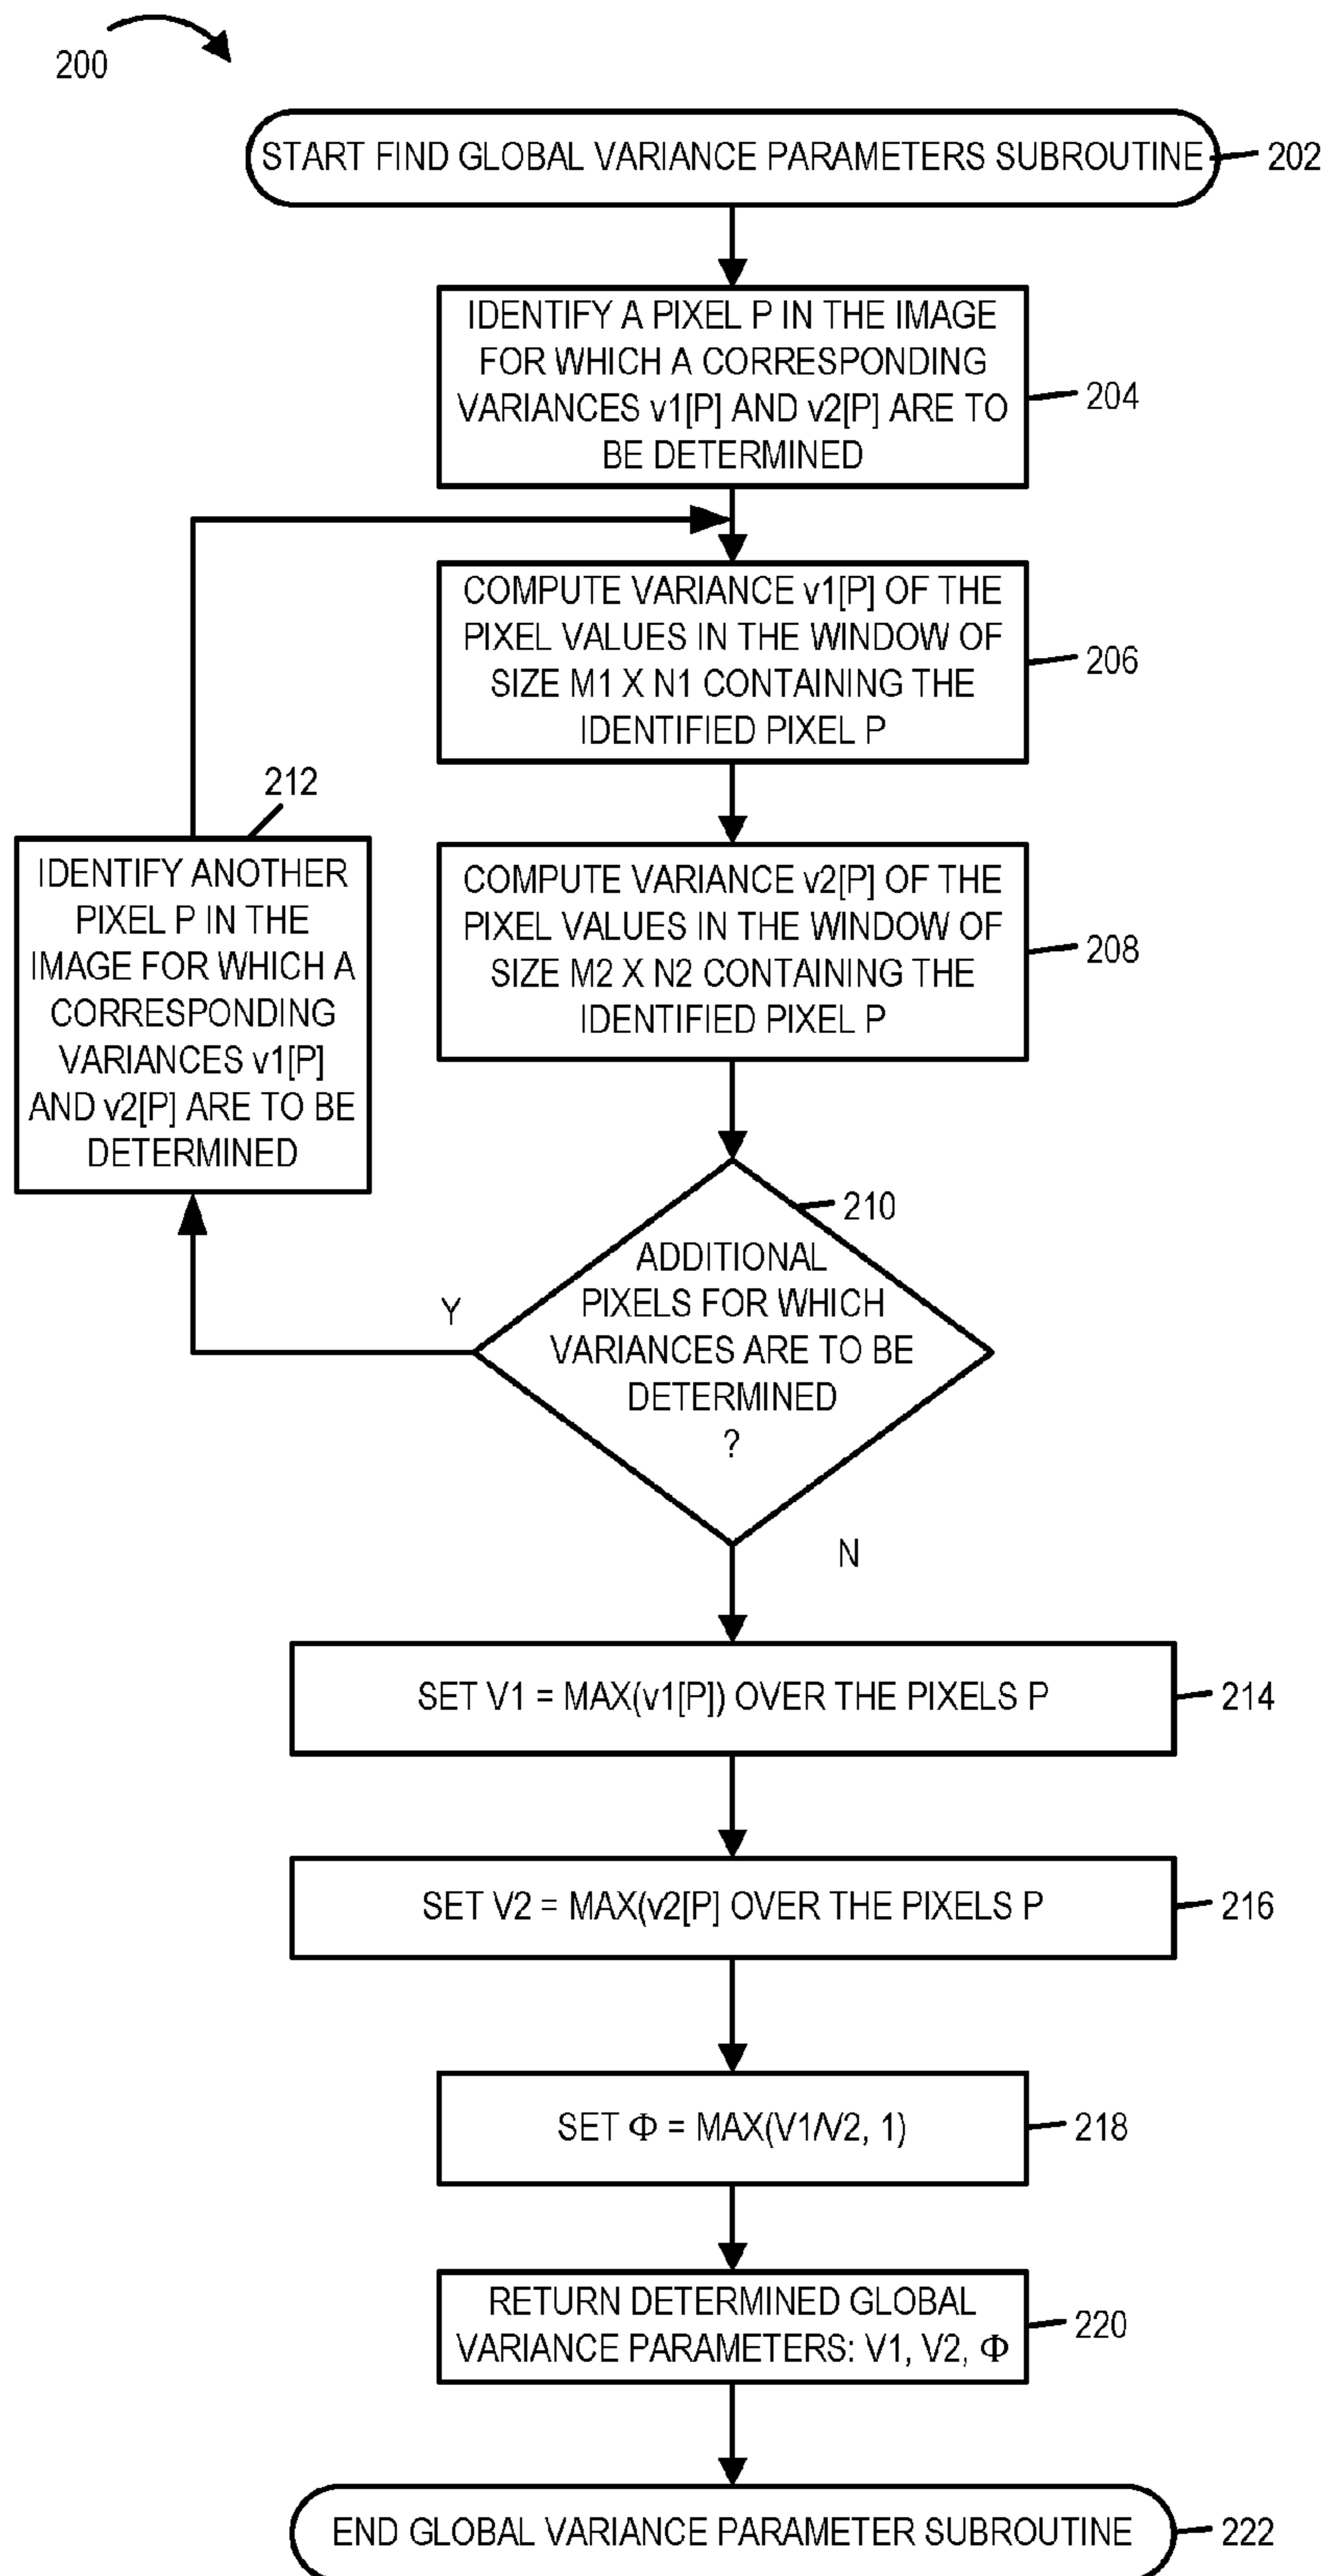 200
START FIND GLOBAL VARIANCE PARAMETERS SUBROUTINE
202
IDENTIFY A PIXEL P IN THE IMAGE
FOR WHICH A CORRESPONDING
VARIANCES v1[P] AND v2[P] ARE TO
BE DETERMINED
204
COMPUTE VARIANCE v1[P] OF THE
PIXEL VALUES IN THE WINDOW OF
SIZE M1 X N1 CONTAINING THE
IDENTIFIED PIXEL P
206
212
IDENTIFY ANOTHER
PIXEL P IN THE
IMAGE FOR WHICH A
CORRESPONDING
VARIANCES v1[P]
AND v2[P] ARE TO BE
DETERMINED
COMPUTE VARIANCE v2[P] OF THE
PIXEL VALUES IN THE WINDOW OF
SIZE M2 X N2 CONTAINING THE
IDENTIFIED PIXEL P
208
210
ADDITIONAL
PIXELS FOR WHICH
VARIANCES ARE TO BE
DETERMINED
?
Y
N
SET V1 = MAX(v1[P]) OVER THE PIXELS P
214
SET V2 = MAX(v2[P] OVER THE PIXELS P
216
SET Φ = MAX(V1/V2, 1)
218
RETURN DETERMINED GLOBAL
VARIANCE PARAMETERS: V1, V2, Φ
220
END GLOBAL VARIANCE PARAMETER SUBROUTINE
222